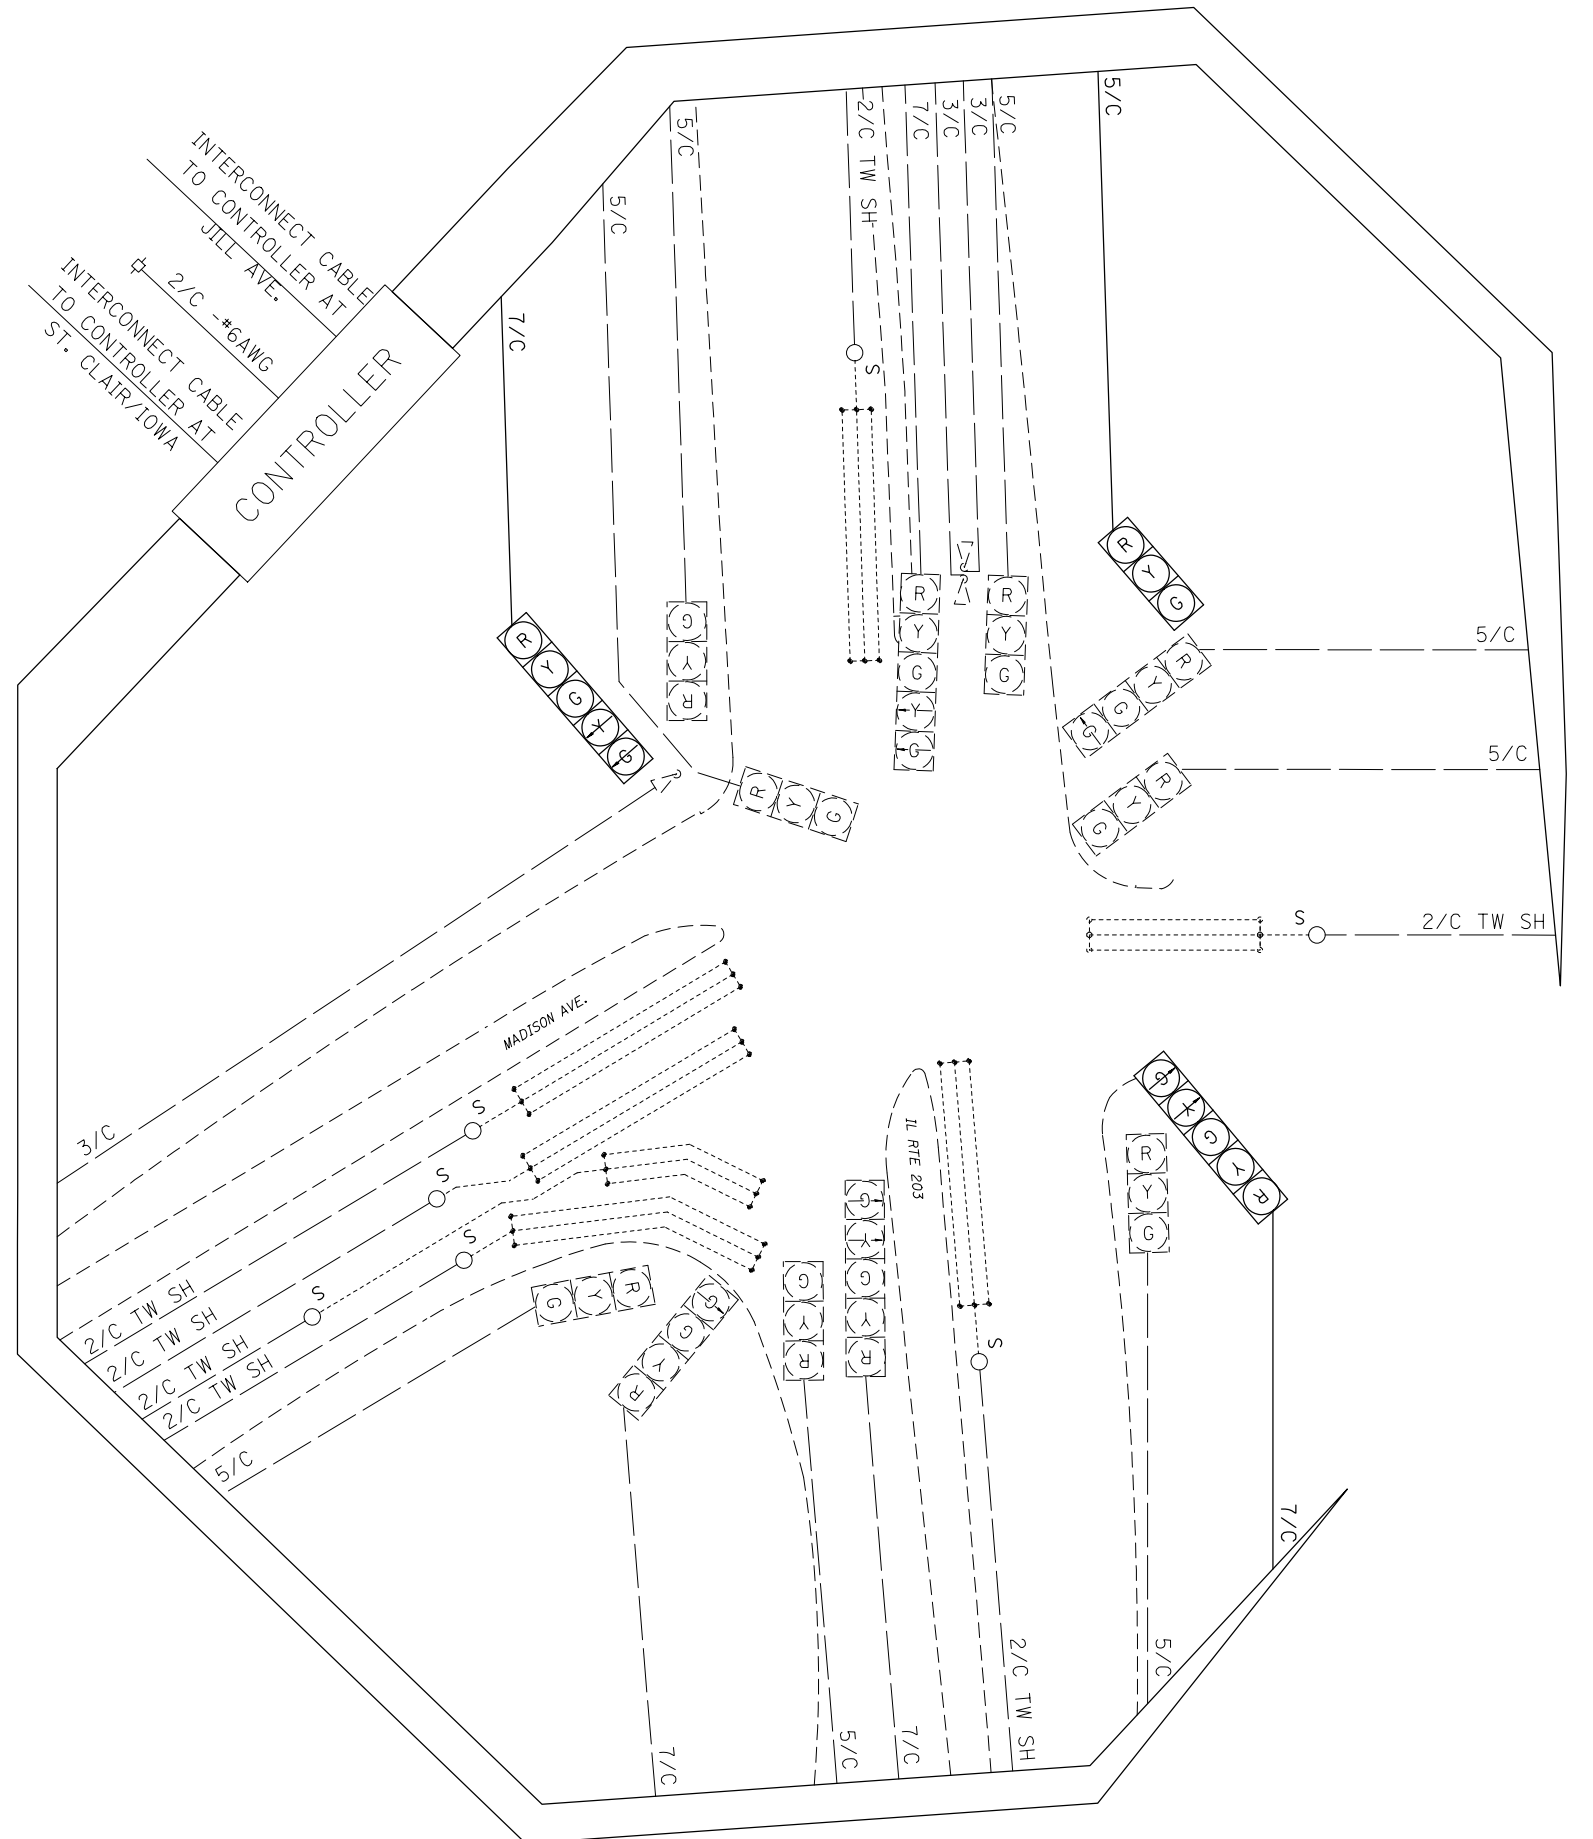 INTERCONNECT CABLE
TO CONTROLLER AT
JILL AVE.
2/C -#6AWG
INTERCONNECT CABLE
TO CONTROLLER AT
ST. CLAIR/IOWA
CONTROLLER
7/C
5/C
5/C
2/C TW SH
7/C
3/C
3/C
5/C
5/C
S
R
Y
G
Y
G
G
Y
R
R
Y
G
Y
G
R
Y
G
R
Y
G
R
Y
G
R
Y
G
G
5/C
R
Y
G
5/C
S
2/C TW SH
MADISON AVE.
IL RTE 203
3/C
S
S
S
S
2/C TW SH
2/C TW SH
2/C TW SH
2/C TW SH
5/C
R
Y
G
R
Y
G
G
G
Y
R
G
Y
G
Y
R
S
R
Y
G
G
Y
G
Y
R
7/C
5/C
7/C
2/C TW SH
5/C
7/C